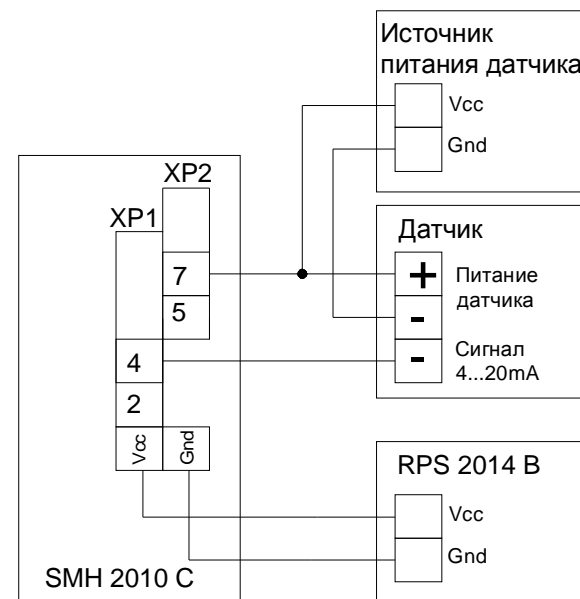 Источник
питания датчика
Vcc
Gnd
XP2
XP1
7
5
4
2
Vcc
Gnd
SMH 2010 C
Датчик
+
Питание
датчика
-
-
Сигнал
4...20mA
RPS 2014 B
Vcc
Gnd